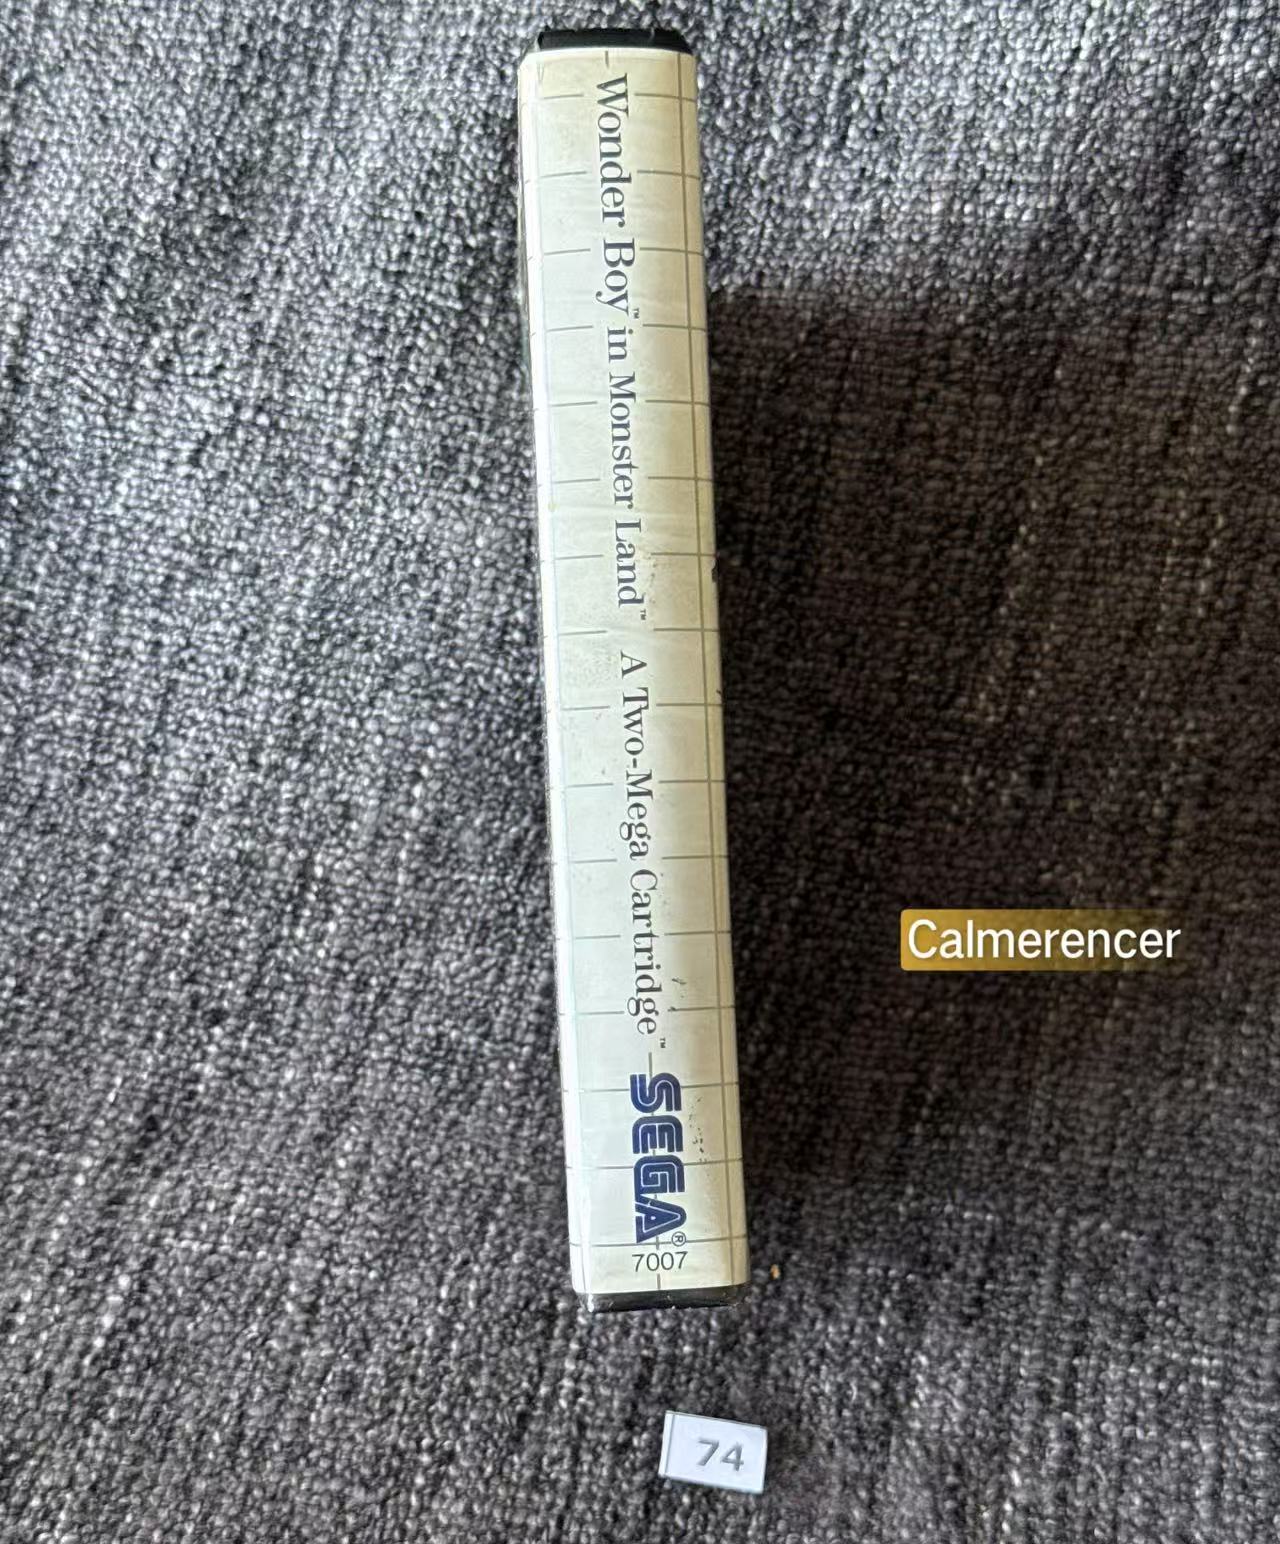 Wonder Boy™ in Monster Land™ A Two-Mega Cartridge™ SEGA® 7007
Calmerencer
74